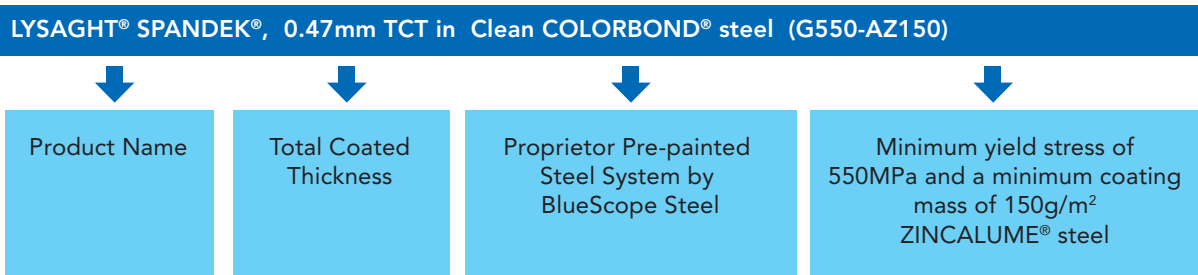 LYSAGHT® SPANDEK®, 0.47mm TCT in Clean COLORBOND® steel (G550-AZ150)
Product Name
Total Coated
Thickness
Proprietor Pre-painted
Steel System by
BlueScope Steel
Minimum yield stress of
550MPa and a minimum coating
mass of 150g/m²
ZINCALUME® steel